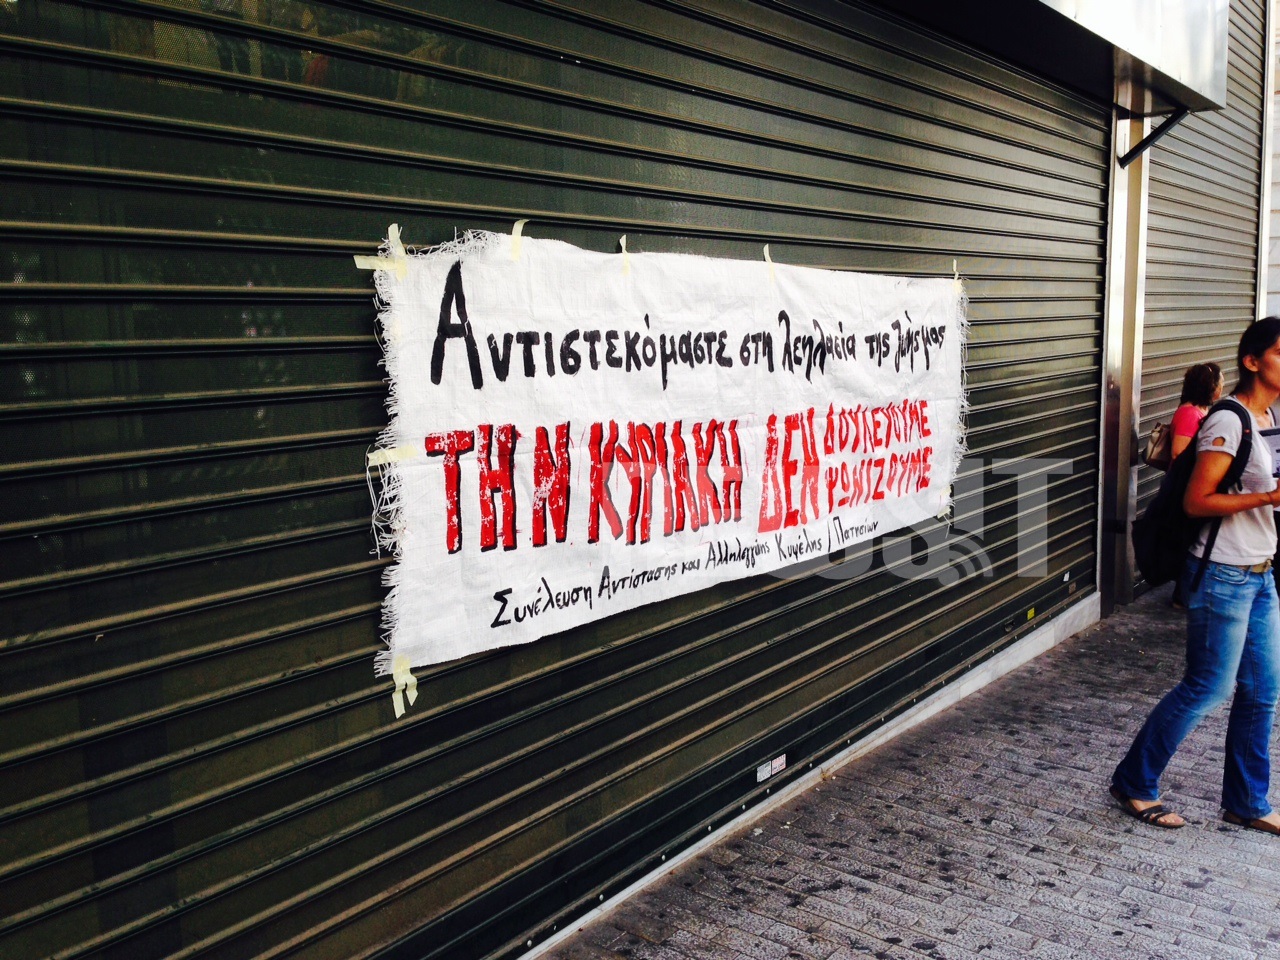 Αντιστεκόμαστε στη λεηλασία της ζωής μας
ΤΗΝ ΚΥΡΙΑΚΗ ΔΕΝ ΔΟΥΛΕΥΟΥΜΕ
ΨΩΝΙΖΟΥΜΕ
Συνέλευση Αντίστασης και Αλληλεγγύης Κυψέλης / Πατησίων